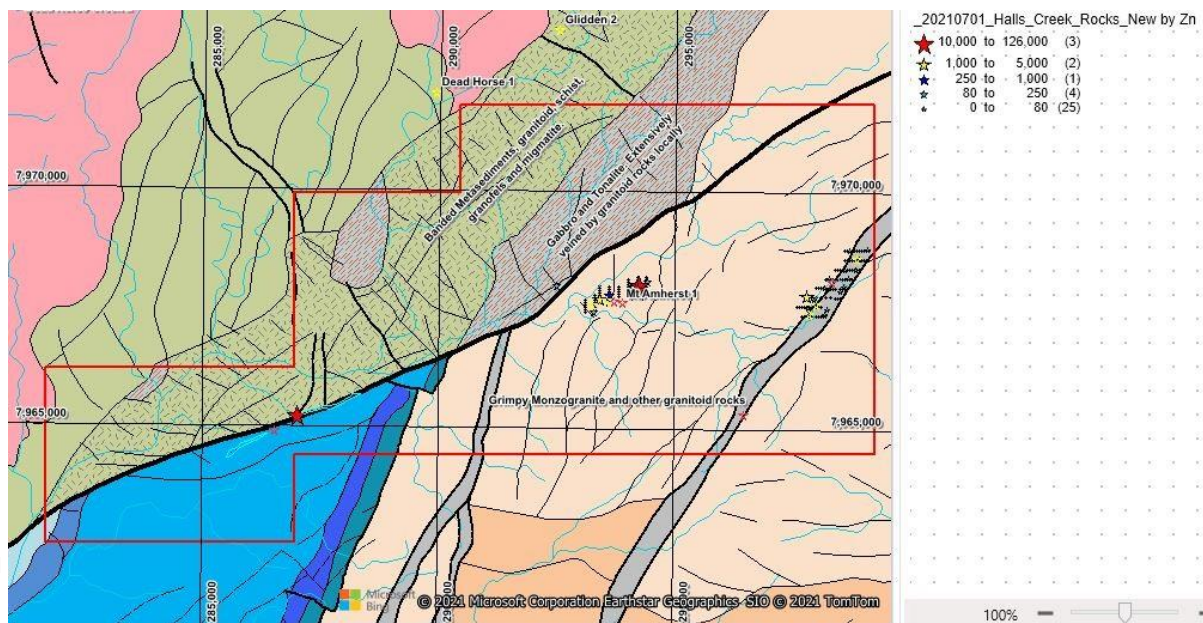 _20210701_Halls_Creek_Rocks_New by Zn
10,000 to 126,000 (3)
1,000 to 5,000 (2)
250 to 1,000 (1)
80 to 250 (4)
0 to 80 (25)
Glidden 2
285,000
290,000
295,000
Dead Horse 1
Banded Metasediments, granitoid, schist,
granofels and migmatite.
Gabbro and Tonalite: Extensively
veined by granitoid rocks locally
7,970,000
7,970,000
Mt Amherst 1
Grimpy Monzogranite and other granitoid rocks
7,965,000
7,965,000
285,000
Microsoft
Bing
© 2021 Microsoft Corporation Earthstar Geographics SIO © 2021 TomTom
100%